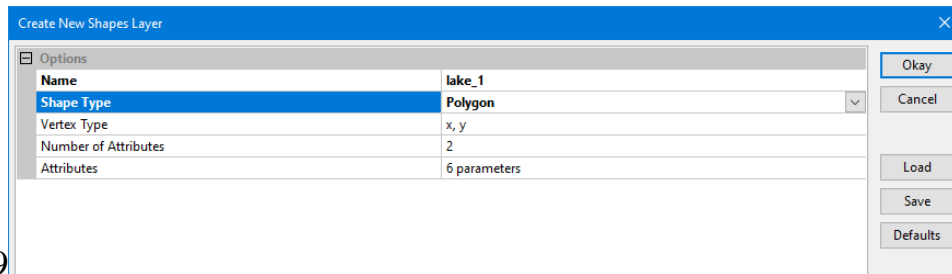 Create New Shapes Layer
Options
Name lake_1
Shape Type Polygon
Vertex Type x, y
Number of Attributes 2
Attributes 6 parameters
Okay
Cancel
Load
Save
Defaults
9